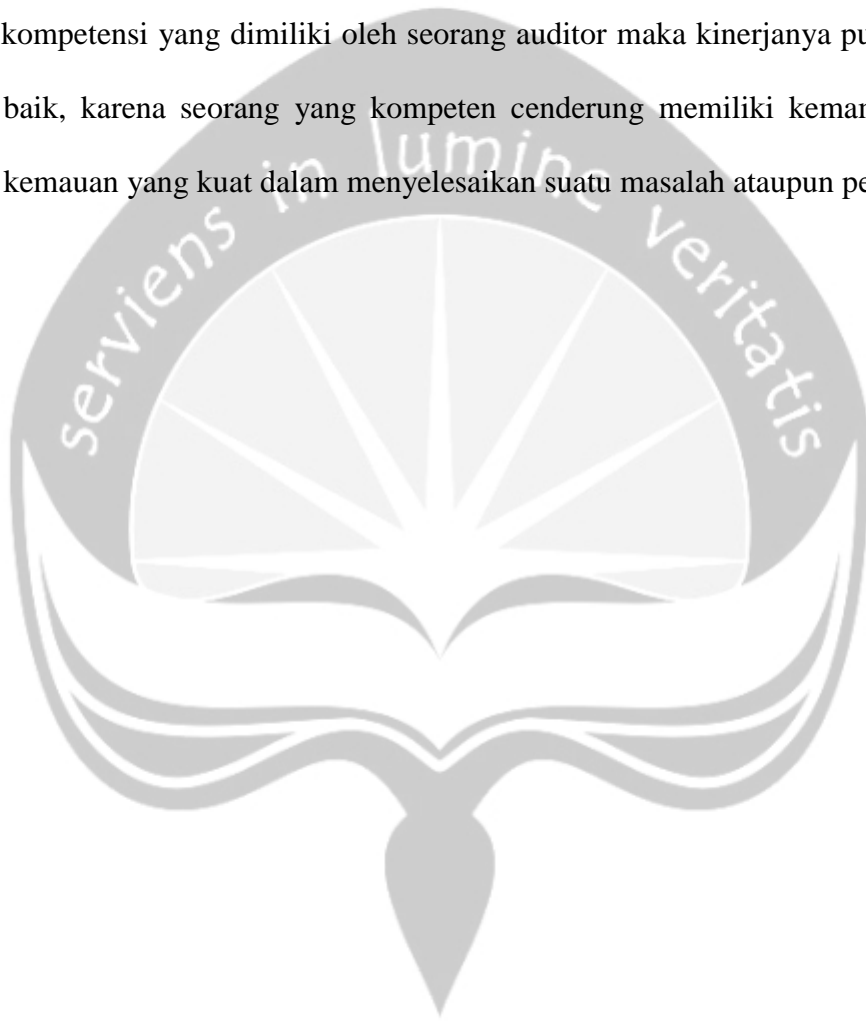 kompetensi yang dimiliki oleh seorang auditor maka kinerjanya
baik, karena seorang yang kompeten cenderung memiliki
kemauan yang kuat dalam menyelesaikan suatu masalah ataupun
serviens in lumine veritatis